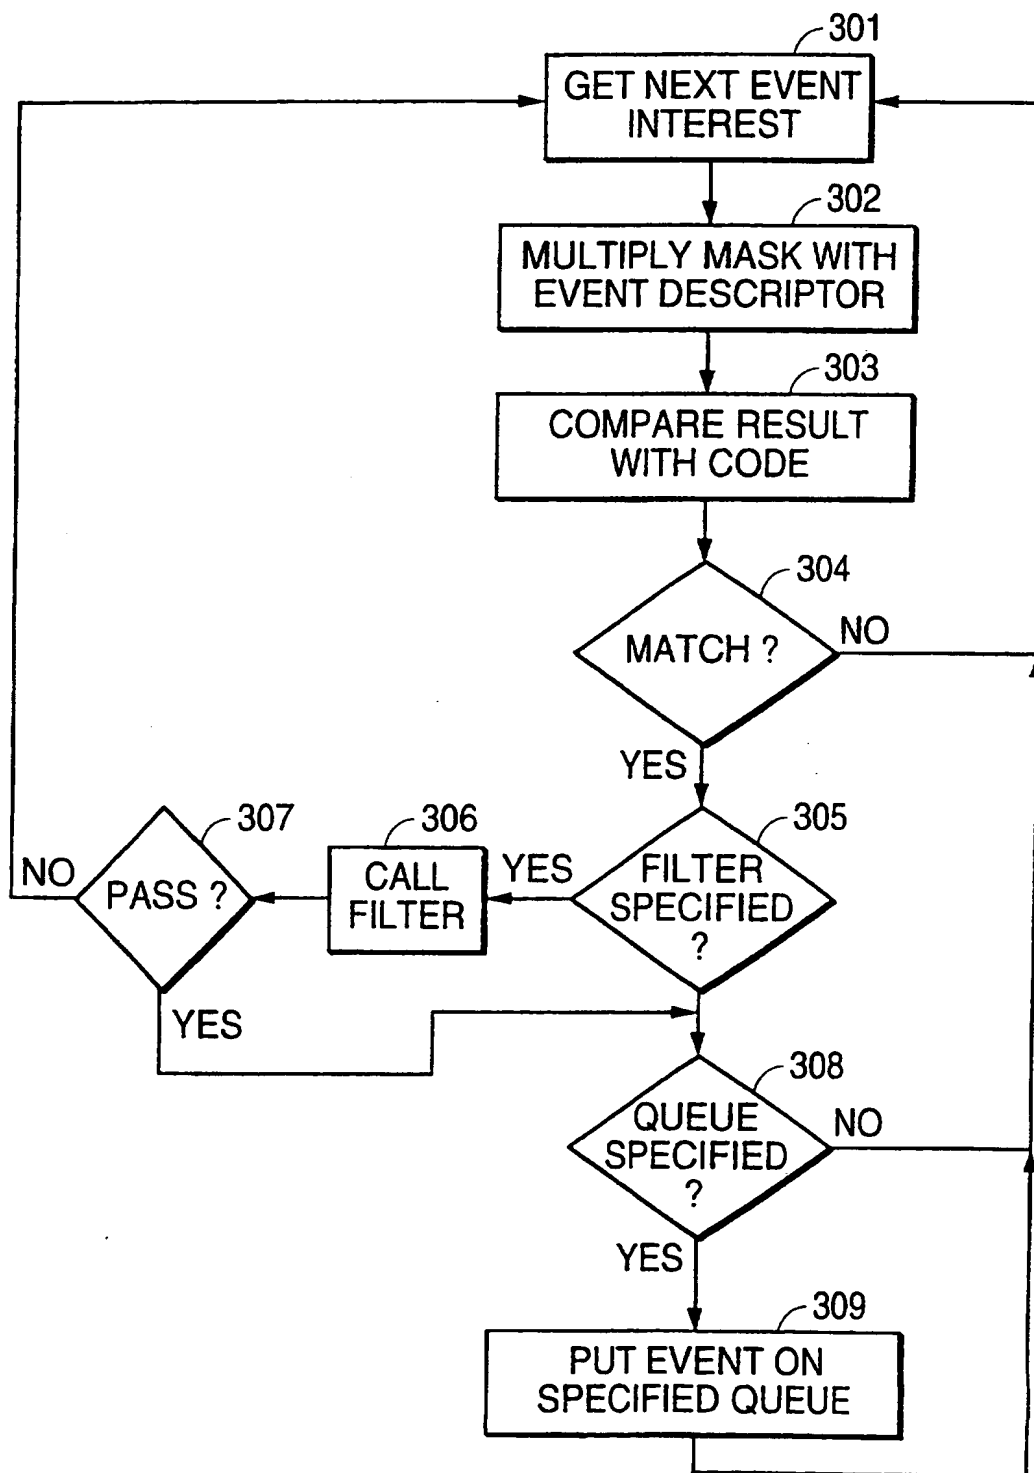 301
GET NEXT EVENT
INTEREST
302
MULTIPLY MASK WITH
EVENT DESCRIPTOR
303
COMPARE RESULT
WITH CODE
304
MATCH ?
NO
YES
305
FILTER
SPECIFIED
?
YES
306
CALL
FILTER
307
PASS ?
NO
YES
308
QUEUE
SPECIFIED
?
NO
YES
309
PUT EVENT ON
SPECIFIED QUEUE